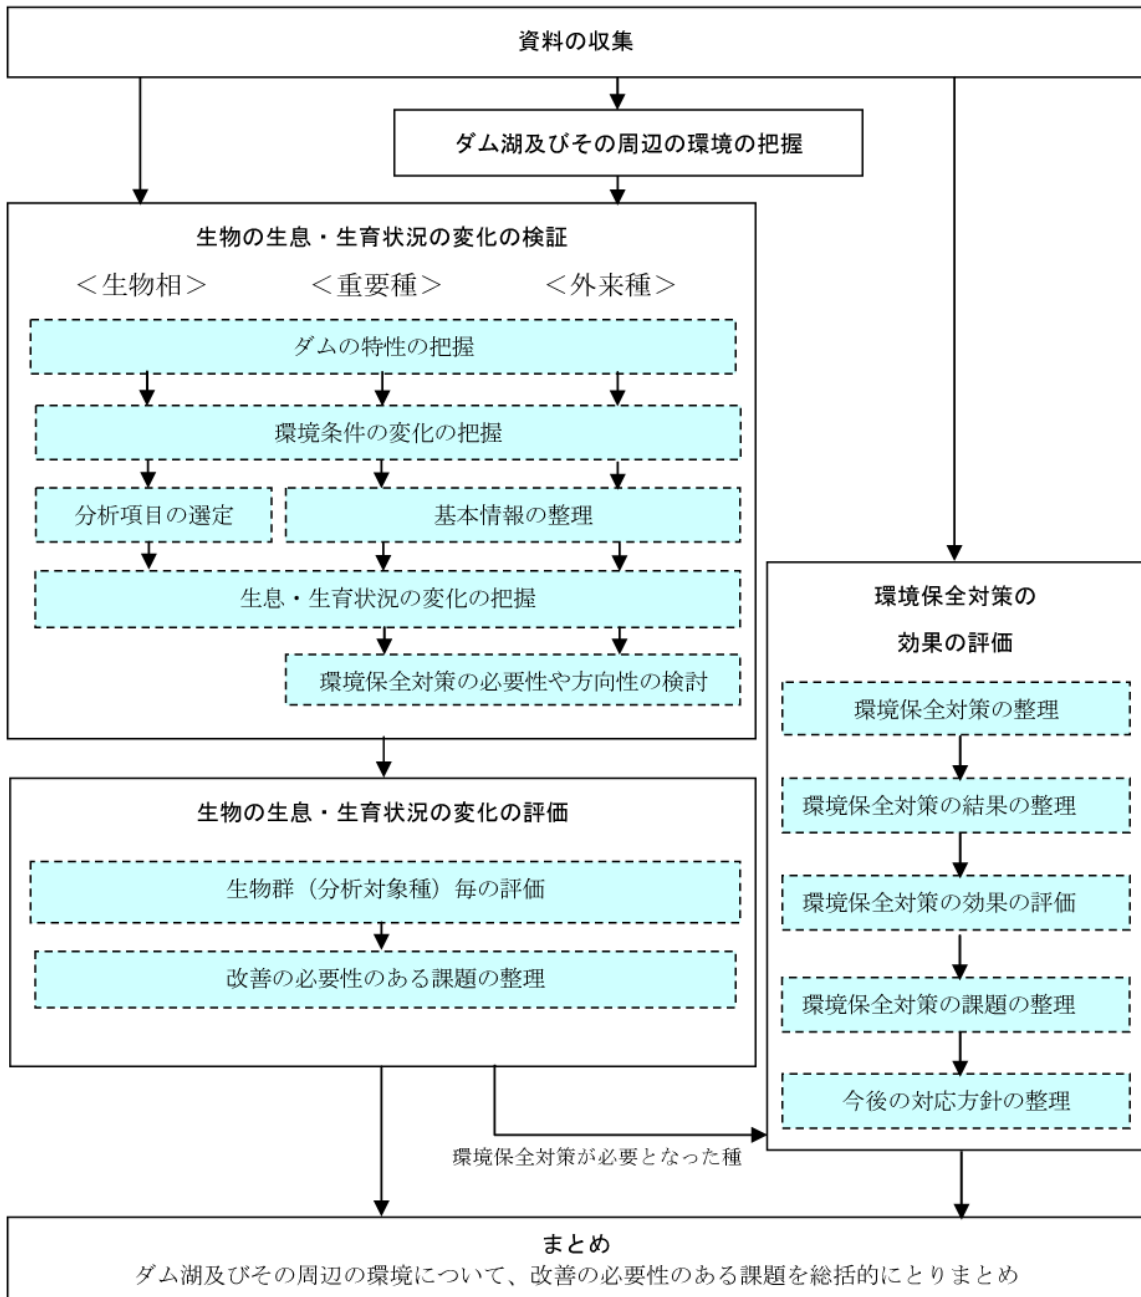 資料の収集
ダム湖及びその周辺の環境の把握
生物の生息・生育状況の変化の検証
＜生物相＞ ＜重要種＞ ＜外来種＞
ダムの特性の把握
環境条件の変化の把握
分析項目の選定 基本情報の整理
生息・生育状況の変化の把握
環境保全対策の必要性や方向性の検討
生物の生息・生育状況の変化の評価
生物群（分析対象種）毎の評価
改善の必要性のある課題の整理
環境保全対策が必要となった種
環境保全対策の
効果の評価
環境保全対策の整理
環境保全対策の結果の整理
環境保全対策の効果の評価
環境保全対策の課題の整理
今後の対応方針の整理
まとめ
ダム湖及びその周辺の環境について、改善の必要性のある課題を総括的にとりまとめ